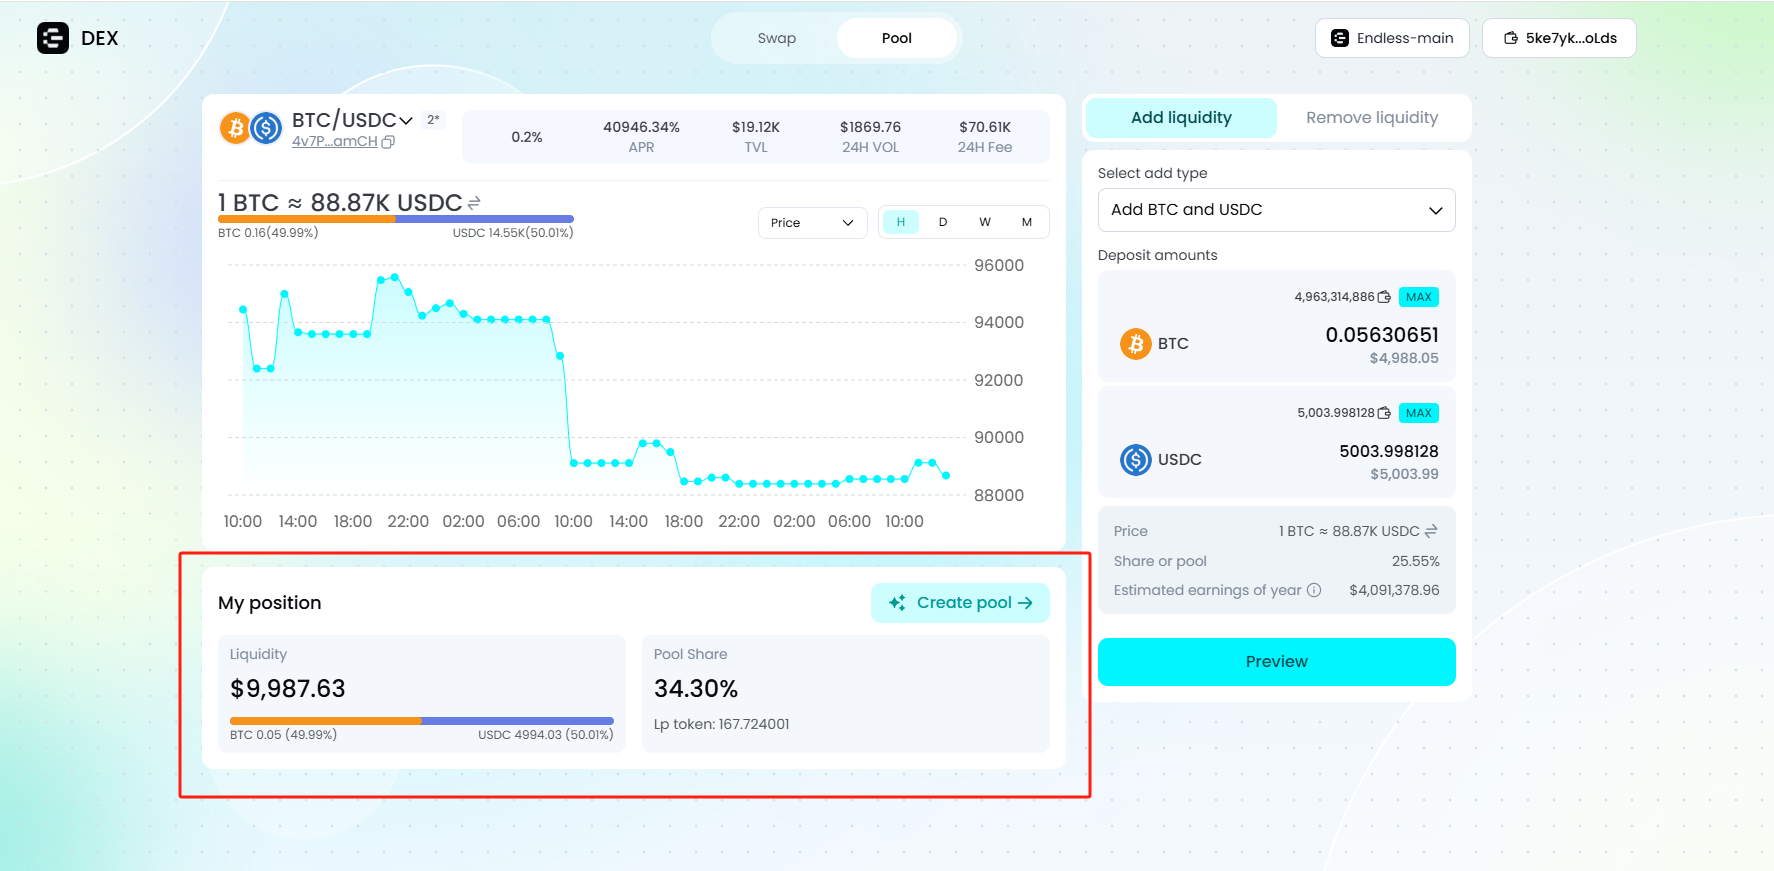 DEX
Swap
Pool
Endless-main
5ke7yk...oLds
BTC/USDC
2*
4v7P...amCH
0.2%
40946.34%
APR
$19.12K
TVL
$1869.76
24H VOL
$70.61K
24H Fee
1 BTC ≈ 88.87K USDC
BTC 0.16(49.99%)
USDC 14.55K(50.01%)
Price
H
D
W
M
96000
94000
92000
90000
88000
10:00 14:00 18:00 22:00 02:00 06:00 10:00 14:00 18:00 22:00 02:00 06:00 10:00
My position
Create pool
Liquidity
$9,987.63
BTC 0.05 (49.99%)
USDC 4994.03 (50.01%)
Pool Share
34.30%
Lp token: 167.724001
Add liquidity
Remove liquidity
Select add type
Add BTC and USDC
Deposit amounts
4,963,314,886
MAX
BTC
0.05630651
$4,988.05
5,003.998128
MAX
USDC
5003.998128
$5,003.99
Price
1 BTC ≈ 88.87K USDC
Share or pool
25.55%
Estimated earnings of year
$4,091,378.96
Preview